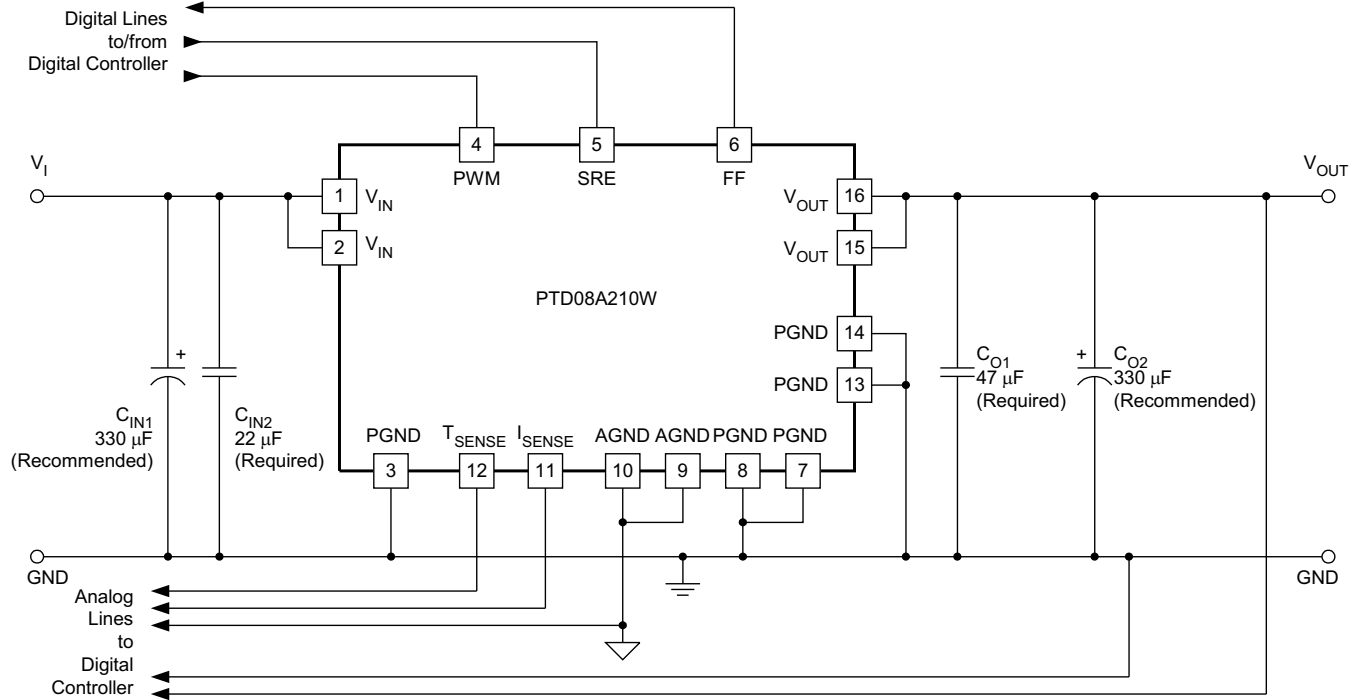 Digital Lines
to/from
Digital Controller
4 5 6
PWM SRE FF
V_I
V_OUT
1 V_IN
V_OUT 16
2 V_IN
V_OUT 15
PTD08A210W
PGND 14
PGND 13
+
C_IN1
330 μF
(Recommended)
C_IN2
22 μF
(Required)
C_O1
47 μF
(Required)
+
C_O2
330 μF
(Recommended)
PGND T_SENSE I_SENSE AGND AGND PGND PGND
3 12 11 10 9 8 7
GND
GND
Analog
Lines
to
Digital
Controller